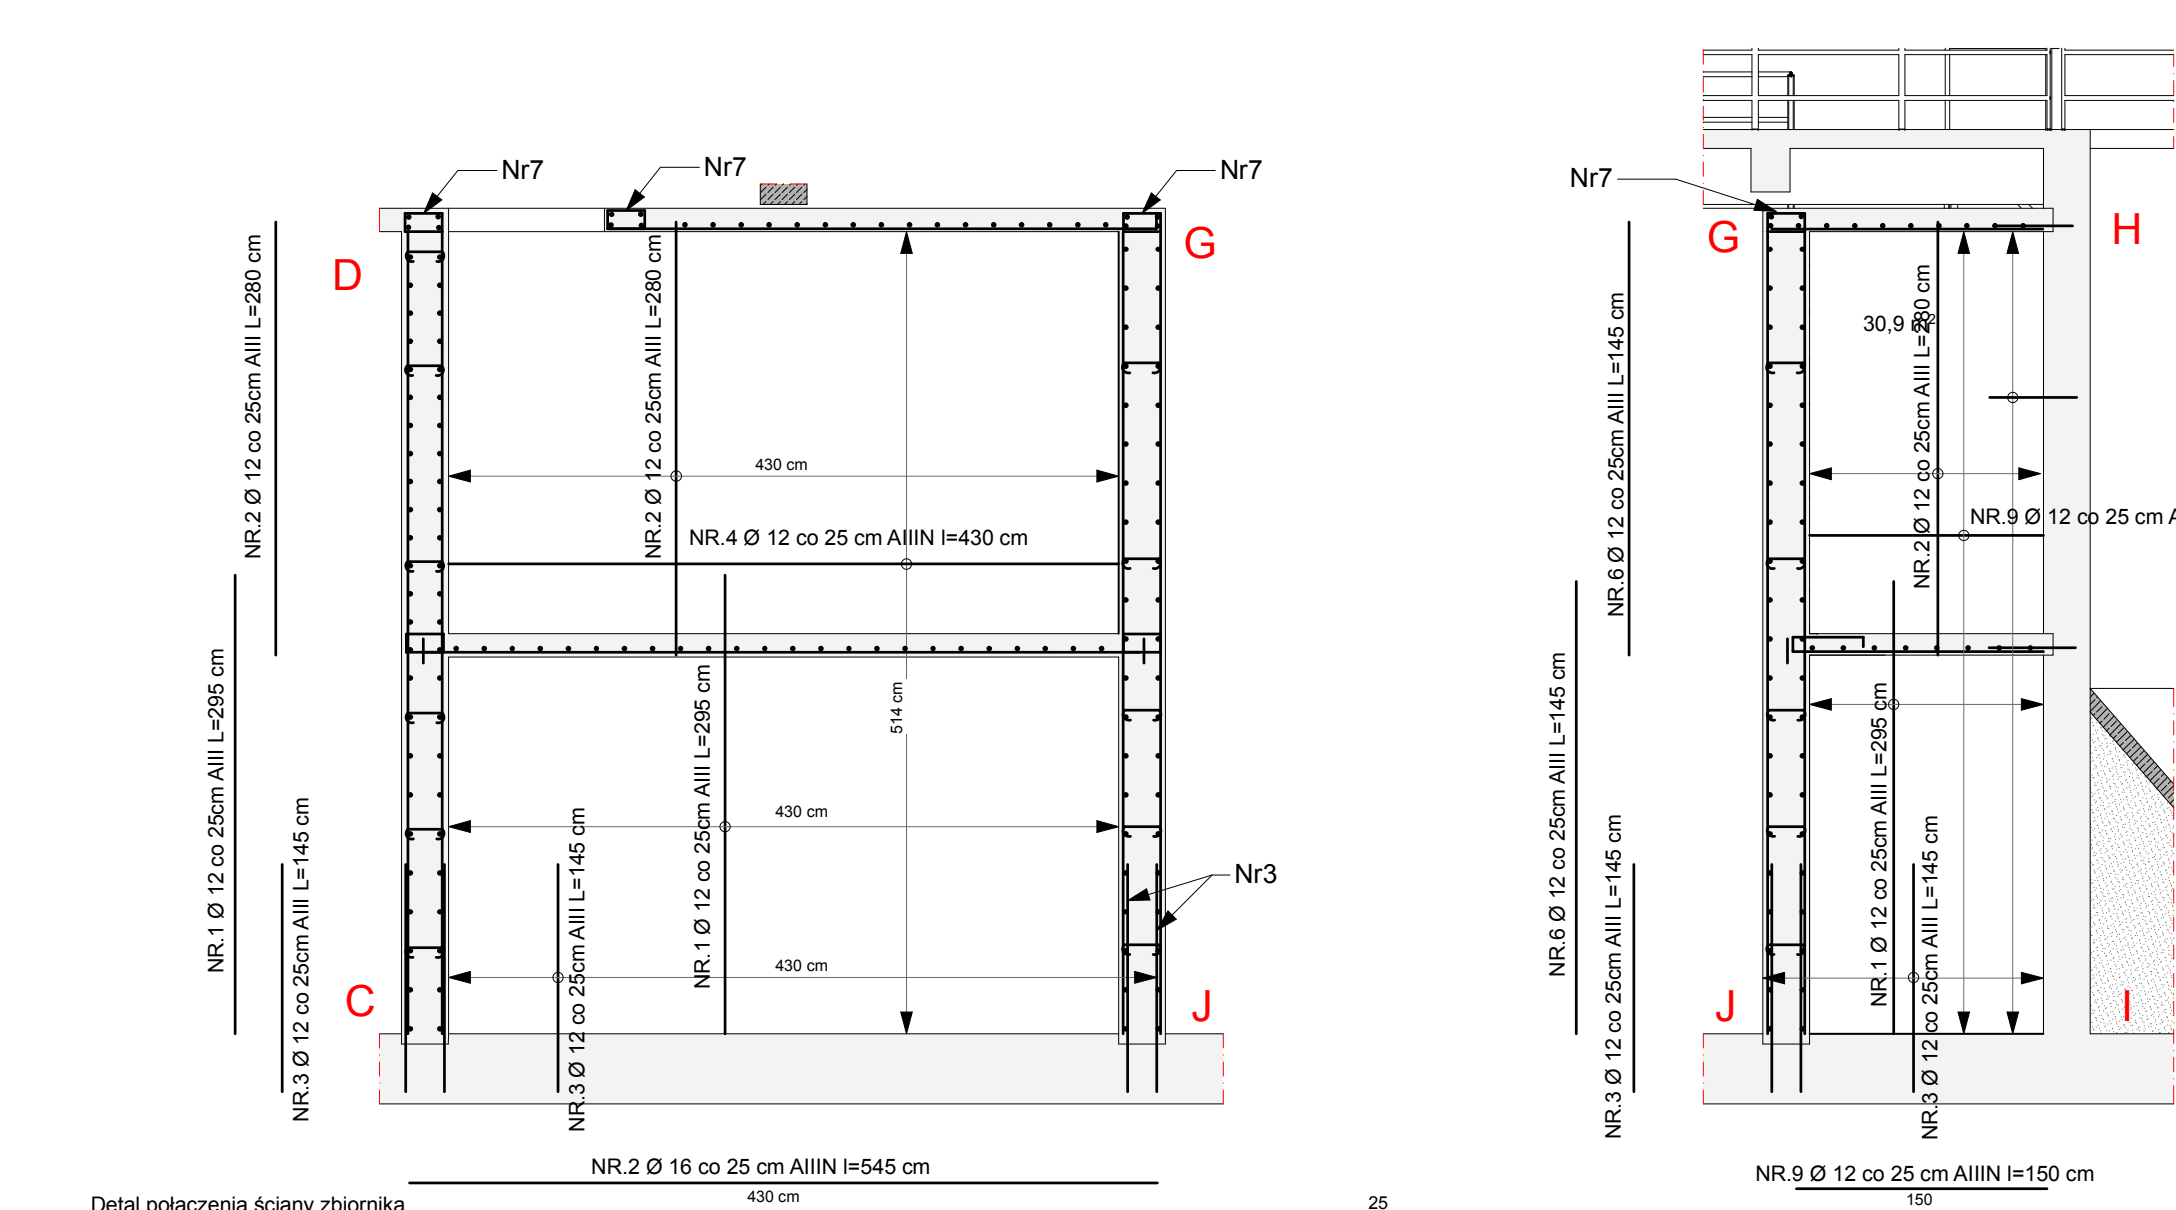 Nr7
Nr7
Nr7
Nr7
D
G
G
H
NR.2 Ø 12 co 25cm AIII L=280 cm
NR.2 Ø 12 co 25cm AIII L=280 cm
NR.6 Ø 12 co 25cm AIII L=145 cm
30,9 m²
NR.2 Ø 12 co 25cm AIII L=280 cm
430 cm
NR.4 Ø 12 co 25 cm AIIIN l=430 cm
NR.9 Ø 12 co 25 cm A
NR.1 Ø 12 co 25cm AIII L=295 cm
NR.1 Ø 12 co 25cm AIII L=295 cm
514 cm
NR.6 Ø 12 co 25cm AIII L=145 cm
NR.1 Ø 12 co 25cm AIII L=295 cm
430 cm
NR.3 Ø 12 co 25cm AIII L=145 cm
NR.3 Ø 12 co 25cm AIII L=145 cm
Nr3
NR.3 Ø 12 co 25cm AIII L=145 cm
NR.3 Ø 12 co 25cm AIII L=145 cm
430 cm
C
J
J
I
NR.2 Ø 16 co 25 cm AIIIN l=545 cm
430 cm
NR.9 Ø 12 co 25 cm AIIIN l=150 cm
150
Detal połączenia ściany zbiornika
25